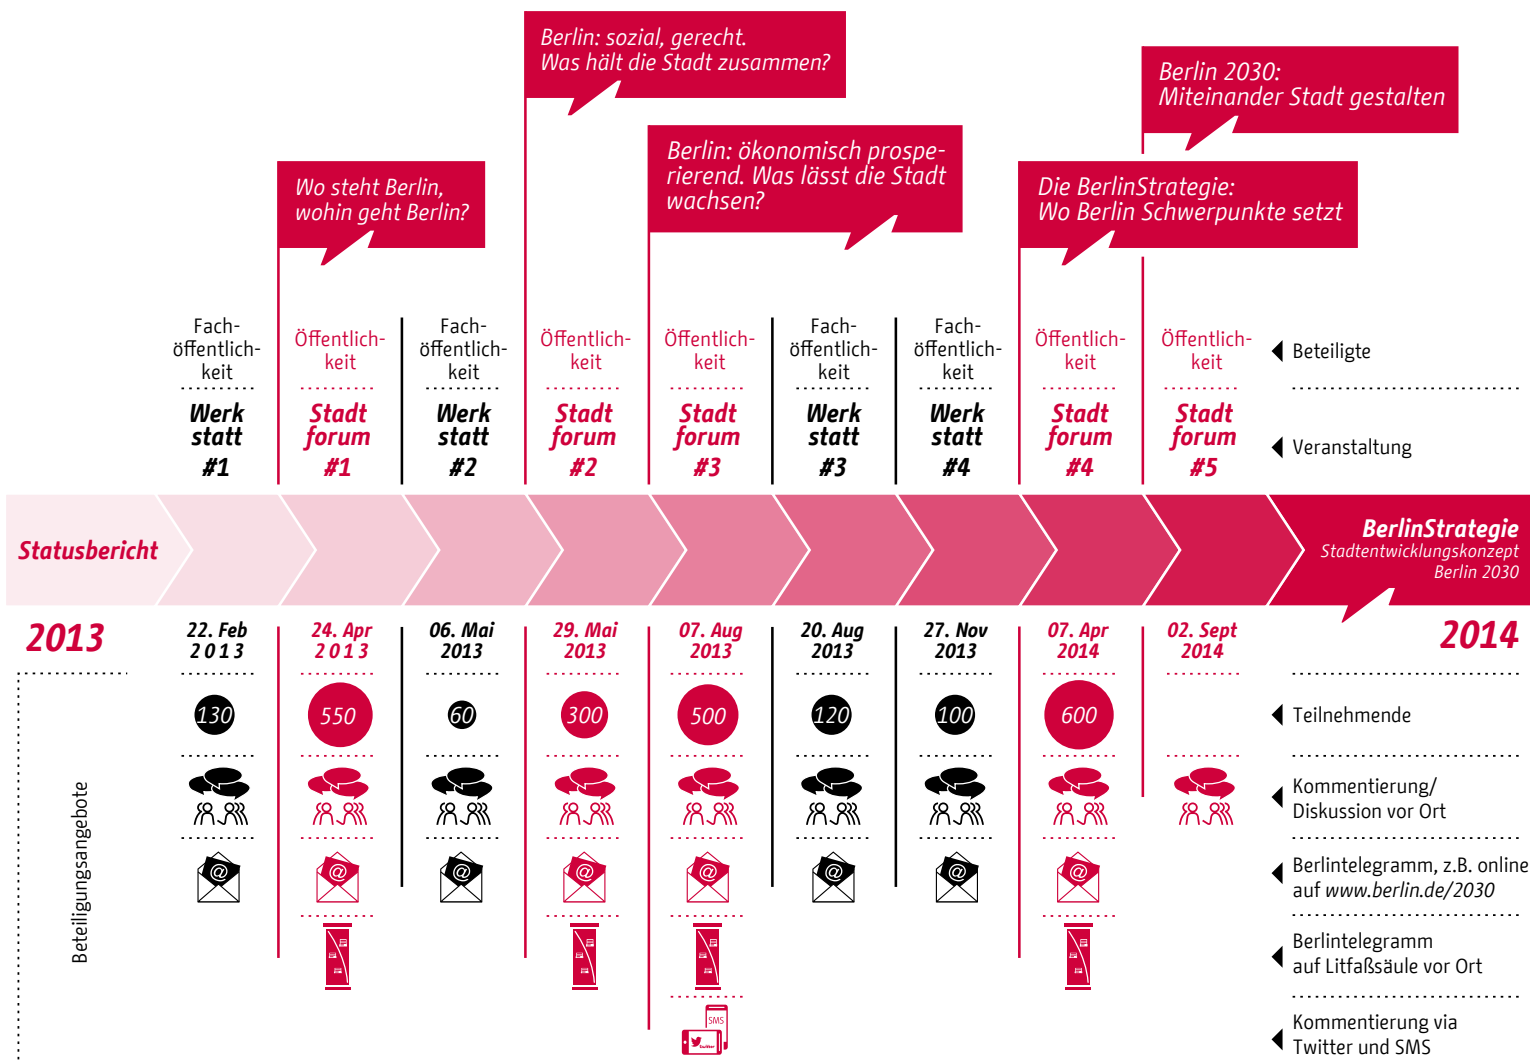 Berlin: sozial, gerecht.
Was hält die Stadt zusammen?
Berlin 2030:
Miteinander Stadt gestalten
Berlin: ökonomisch prospe-
rierend. Was lässt die Stadt
wachsen?
Wo steht Berlin,
wohin geht Berlin?
Die BerlinStrategie:
Wo Berlin Schwerpunkte setzt
Fach-
öffentlich-
keit
Öffentlich-
keit
Fach-
öffentlich-
keit
Öffentlich-
keit
Öffentlich-
keit
Fach-
öffentlich-
keit
Fach-
öffentlich-
keit
Öffentlich-
keit
Öffentlich-
keit
Beteiligte
Werk
statt
#1
Stadt
forum
#1
Werk
statt
#2
Stadt
forum
#2
Stadt
forum
#3
Werk
statt
#3
Werk
statt
#4
Stadt
forum
#4
Stadt
forum
#5
Veranstaltung
Statusbericht
BerlinStrategie
Stadtentwicklungskonzept
Berlin 2030
2013
22. Feb
2013
24. Apr
2013
06. Mai
2013
29. Mai
2013
07. Aug
2013
20. Aug
2013
27. Nov
2013
07. Apr
2014
02. Sept
2014
2014
130
550
60
300
500
120
100
600
Teilnehmende
Kommentierung/
Diskussion vor Ort
@
@
@
@
@
@
@
@
Berlintelegramm, z.B. online
auf www.berlin.de/2030
Berlintelegramm
auf Litfaßsäule vor Ort
SMS
twitter
Kommentierung via
Twitter und SMS
Beteiligungsangebote